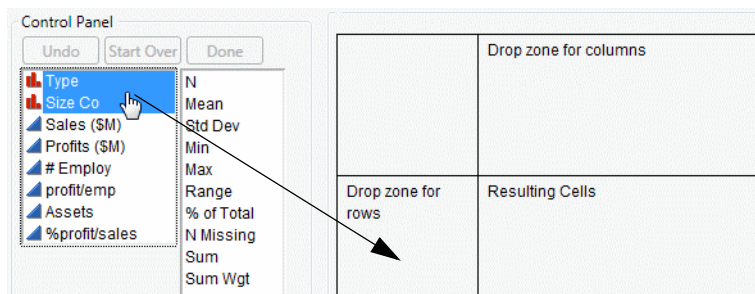 Control Panel
Undo
Start Over
Done
Type
Size Co
Sales ($M)
Profits ($M)
# Employ
profit/emp
Assets
%profit/sales
N
Mean
Std Dev
Min
Max
Range
% of Total
N Missing
Sum
Sum Wgt
Drop zone for columns
Drop zone for
rows
Resulting Cells